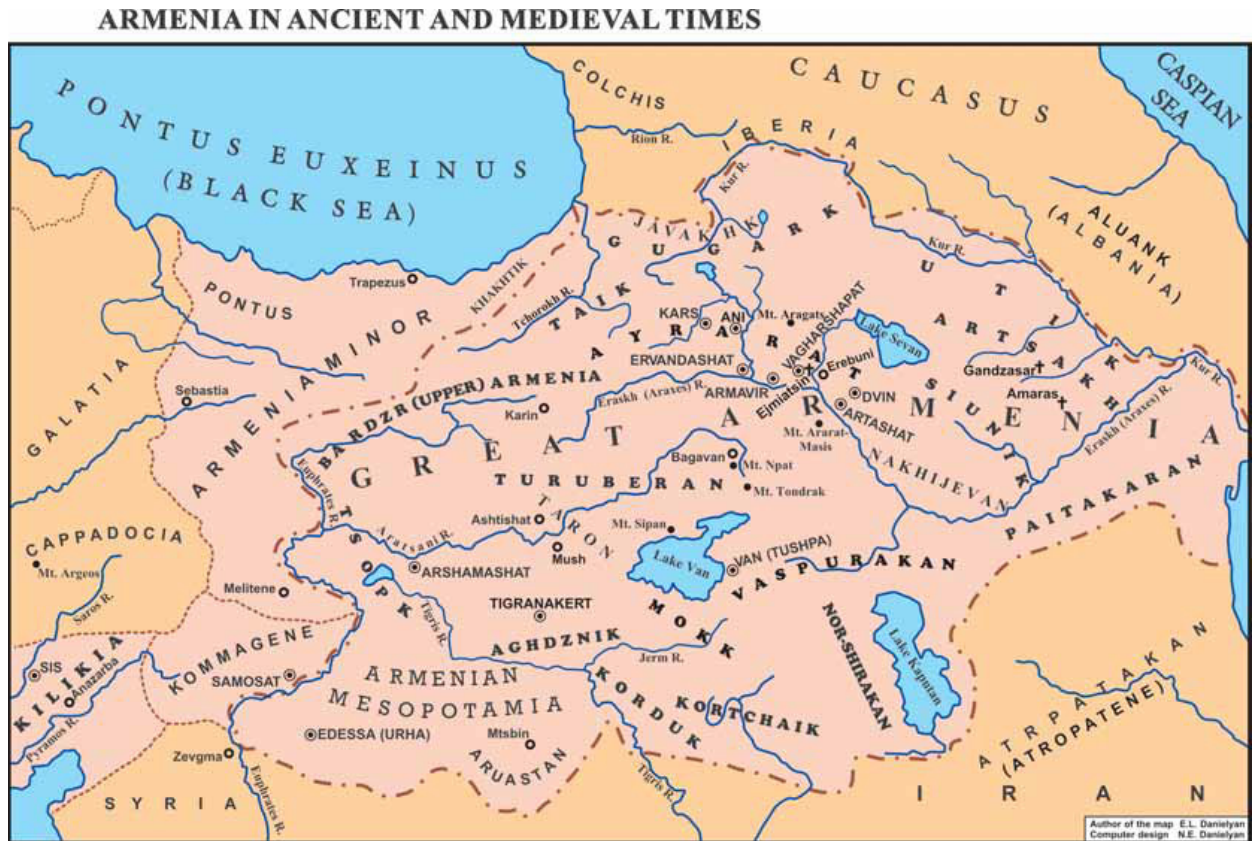 ARMENIA IN ANCIENT AND MEDIEVAL TIMES
PONTUS EUXEINUS
(BLACK SEA)
COLCHIS
CAUCASUS
CASPIAN
SEA
IBERIA
Rion R.
Kur R.
ALUANK
(ALBANIA)
JAVAKHK
GUGARK
Kur R.
UTIK
KHAKHTIK
Trapezus
PONTUS
Tchorokh R.
TAIK
KARS
ANI
Mt. Aragats
VAGHARSHAPAT
Lake Sevan
ARTSAKH
GALATIA
ARMENIA MINOR
AYRARAT
ERVANDASHAT
Erebuni
Gandzasar
Kur R.
Sebastia
BARDZR (UPPER) ARMENIA
Karin
Eraskh (Araxes) R.
ARMAVIR
Ejmiatsin
DVIN
SIUNIK
Amaras
ARTASHAT
GREAT ARMENIA
Mt. Ararat-
Masis
Eraskh (Araxes) R.
NAKHIJEVAN
Bagavan
Mt. Npat
Euphrates R.
TURUBERAN
Mt. Tondrak
PAITAKARAN
TARON
Ashtishat
Mt. Sipan
CAPPADOCIA
Aratsani R.
Mush
Lake Van
VAN (TUSHPA)
Mt. Argeos
TSOPK
ARSHAMASHAT
VASPURAKAN
Melitene
Saros R.
TIGRANAKERT
MOKK
NOR-SHIRAKAN
Lake Kaputan
Tigris R.
AGHDZNIK
KOMMAGENE
Jerm R.
SIS
KILIKIA
Anazarba
SAMOSAT
ARMENIAN
MESOPOTAMIA
KORDUK
KORTCHAIK
ATRPATAKAN
(ATROPATENE)
Pyramos R.
EDESSA (URHA)
Mtsbin
Zevgma
ARUASTAN
Euphrates R.
Tigris R.
SYRIA
IRAN
Author of the map E.L. Danielyan
Computer design N.E. Danielyan